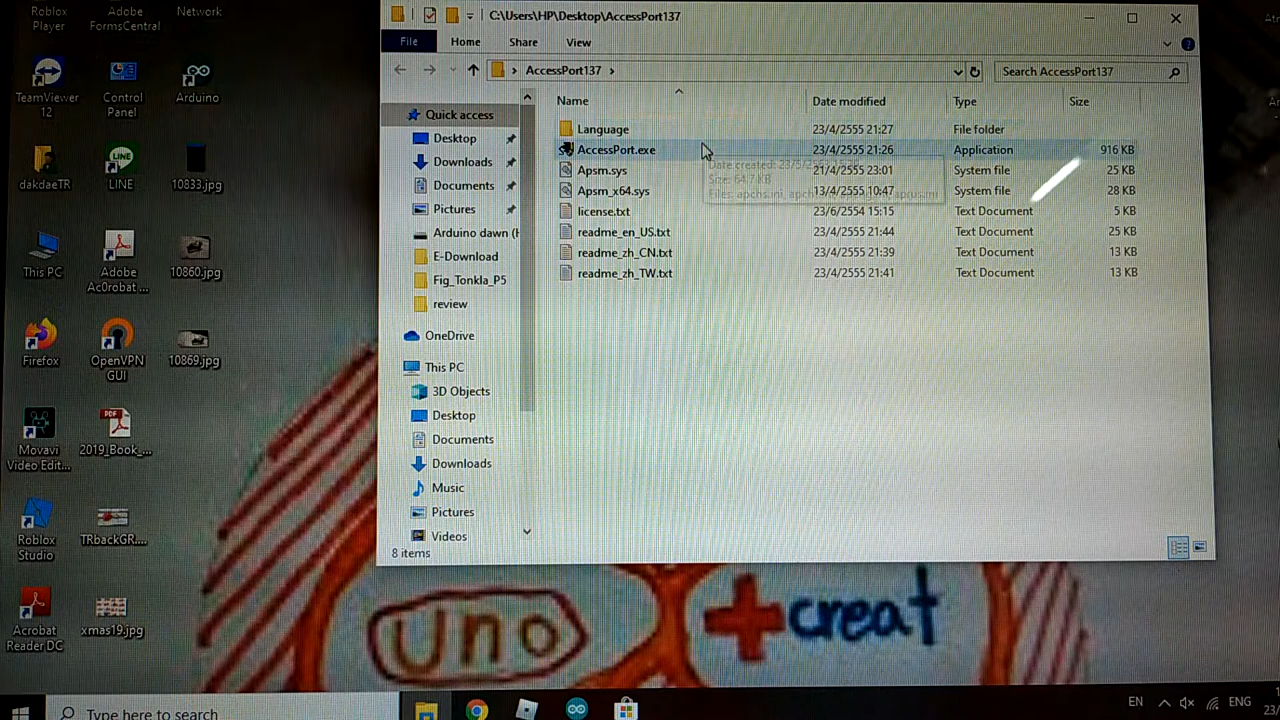 Roblox
Player
Adobe
FormsCentral
Network
TeamViewer
12
Control
Panel
Arduino
dakdaeTR
LINE
10833.jpg
This PC
Adobe
Ac0robat ...
10860.jpg
Firefox
OpenVPN
GUI
10869.jpg
Movavi
Video Edit...
PDF
2019_Book_...
Roblox
Studio
TRbackGR....
Acrobat
Reader DC
xmas19.jpg
C:\Users\HP\Desktop\AccessPort137
File Home Share View
AccessPort137
Search AccessPort137
Quick access
Desktop
Downloads
Documents
Pictures
Arduino dawn (H
E-Download
Fig_Tonkla_P5
review
OneDrive
This PC
3D Objects
Desktop
Documents
Downloads
Music
Pictures
Videos
Name Date modified Type Size
Language 23/4/2555 21:27 File folder
AccessPort.exe 23/4/2555 21:26 Application 916 KB
Apsm.sys 21/4/2555 23:01 System file 25 KB
Apsm_x64.sys 13/4/2555 10:47 System file 28 KB
license.txt 23/6/2554 15:15 Text Document 5 KB
readme_en_US.txt 23/4/2555 21:44 Text Document 25 KB
readme_zh_CN.txt 23/4/2555 21:39 Text Document 13 KB
readme_zh_TW.txt 23/4/2555 21:41 Text Document 13 KB
Size: 64.7 KB
8 items
uno
+creat
Type here to search
EN
ENG